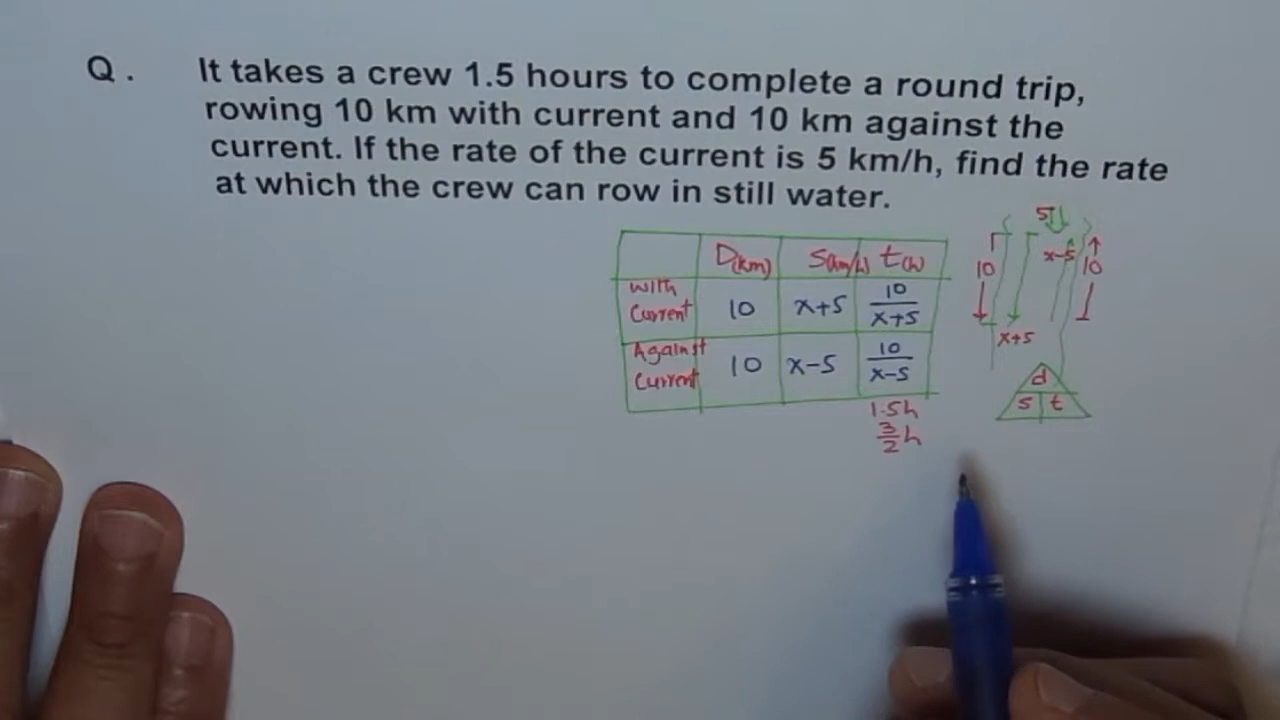 Q. It takes a crew 1.5 hours to complete a round trip,
rowing 10 km with current and 10 km against the
current. If the rate of the current is 5 km/h, find the rate
at which the crew can row in still water.
D(km) S(km/h) t(h)
With Current 10 x+5 10/x+5
Against Current 10 x-5 10/x-5
1.5h
3/2 h
5
10 x-5 10
x+5
d
s t